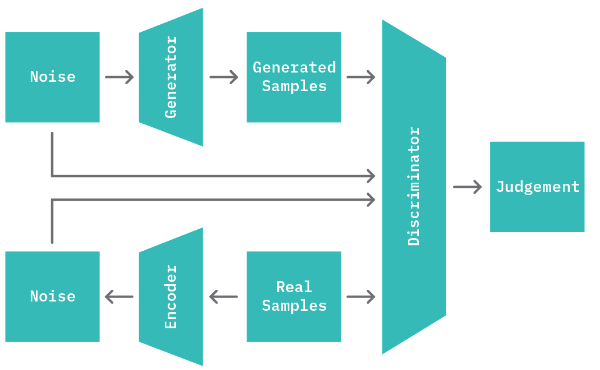 Noise
Generator
Generated
Samples
Discriminator
Judgement
Noise
Encoder
Real
Samples